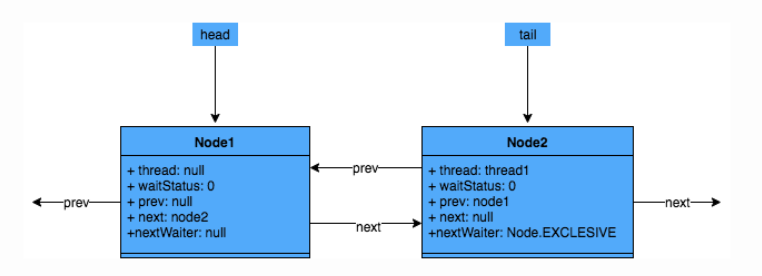 head
tail
Node1
+ thread: null
+ waitStatus: 0
+ prev: null
+ next: node2
+nextWaiter: null
Node2
+ thread: thread1
+ waitStatus: 0
+ prev: node1
+ next: null
+nextWaiter: Node.EXCLESIVE
prev
prev
next
next